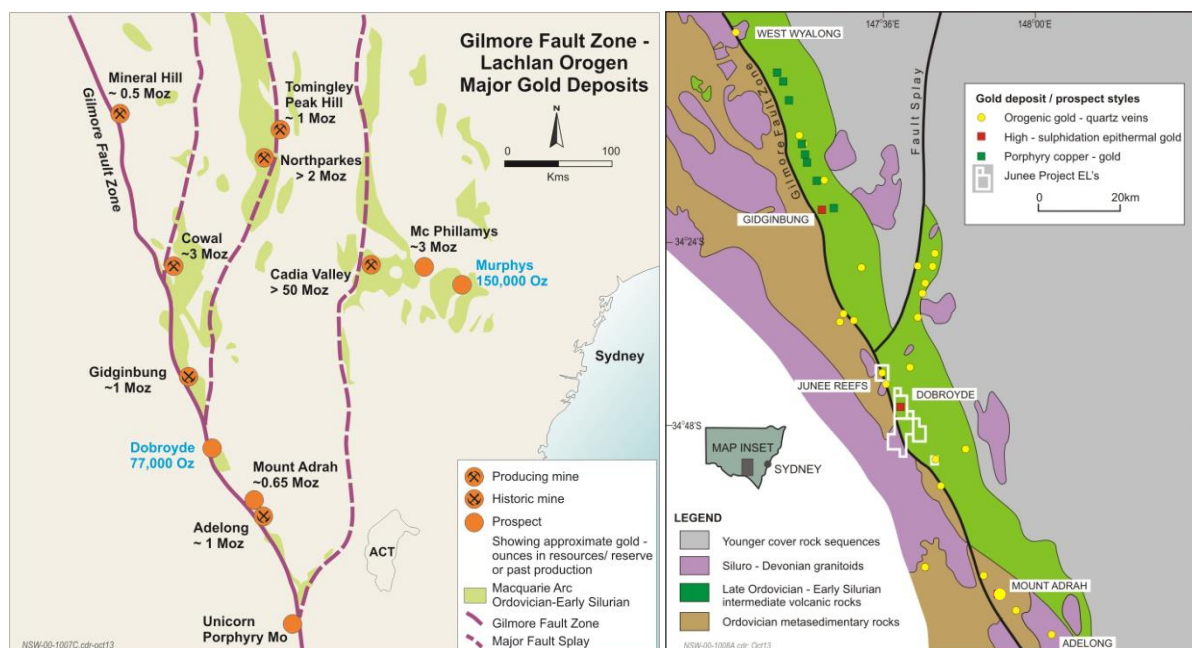 Gilmore Fault Zone -
Lachlan Orogen
Major Gold Deposits
N
0
100
Kms
Mineral Hill
~ 0.5 Moz
Gilmore Fault Zone
Tomingley
Peak Hill
~ 1 Moz
Northparkes
> 2 Moz
Cowal
~3 Moz
Cadia Valley
> 50 Moz
Mc Phillamys
~3 Moz
Murphys
150,000 Oz
Sydney
Gidginbung
~1 Moz
Dobroyde
77,000 Oz
Mount Adrah
~0.65 Moz
Adelong
~ 1 Moz
ACT
Unicorn
Porphyry Mo
Producing mine
Historic mine
Prospect
Showing approximate gold -
ounces in resources/ reserve
or past production
Macquarie Arc
Ordovician-Early Silurian
Gilmore Fault Zone
Major Fault Splay
NSW-00-1007C.cdr-oct13
147°36'E
148°00'E
WEST WYALONG
Gilmore Fault Zone
Fault Splay
Gold deposit / prospect styles
Orogenic gold - quartz veins
High - sulphidation epithermal gold
Porphyry copper - gold
Junee Project EL's
0
20km
GIDGINBUNG
34°24'S
JUNEE REEFS
DOBROYDE
34°48'S
MAP INSET
SYDNEY
LEGEND
Younger cover rock sequences
Siluro - Devonian granitoids
Late Ordovician - Early Silurian
intermediate volcanic rocks
Ordovician metasedimentary rocks
MOUNT ADRAH
ADELONG
NSW-00-1008A.cdr: Oct13